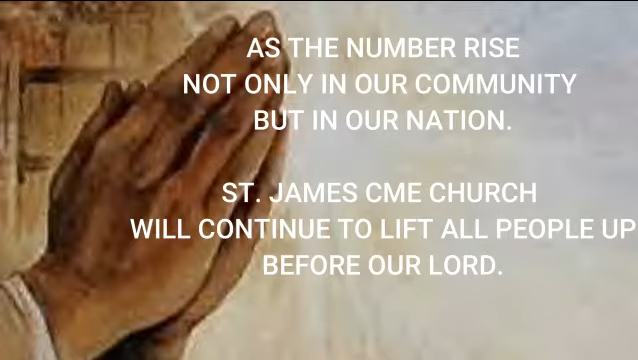 AS THE NUMBER RISE
NOT ONLY IN OUR COMMUNITY
BUT IN OUR NATION.
ST. JAMES CME CHURCH
WILL CONTINUE TO LIFT ALL PEOPLE UP
BEFORE OUR LORD.